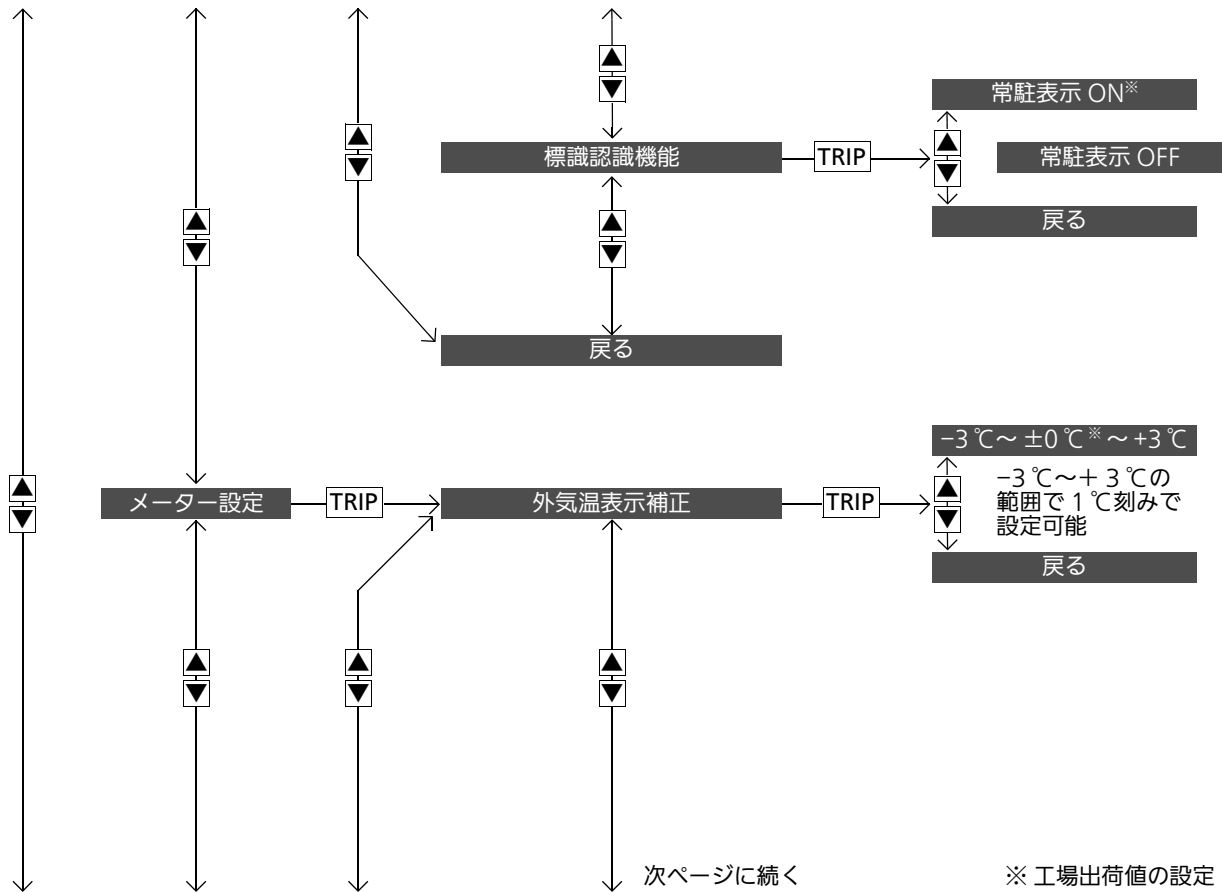 ▲
▼
常駐表示 ON※
▲
▼
標識認識機能
TRIP
▲
▼
常駐表示 OFF
▲
▼
戻る
▲
▼
戻る
−3 ℃～ ±0 ℃※ ～ +3 ℃
▲
▼
メーター設定
TRIP
外気温表示補正
TRIP
▲
▼
−3 ℃～＋ 3 ℃の
範囲で 1 ℃刻みで
設定可能
戻る
▲
▼
▲
▼
▲
▼
次ページに続く
※ 工場出荷値の設定